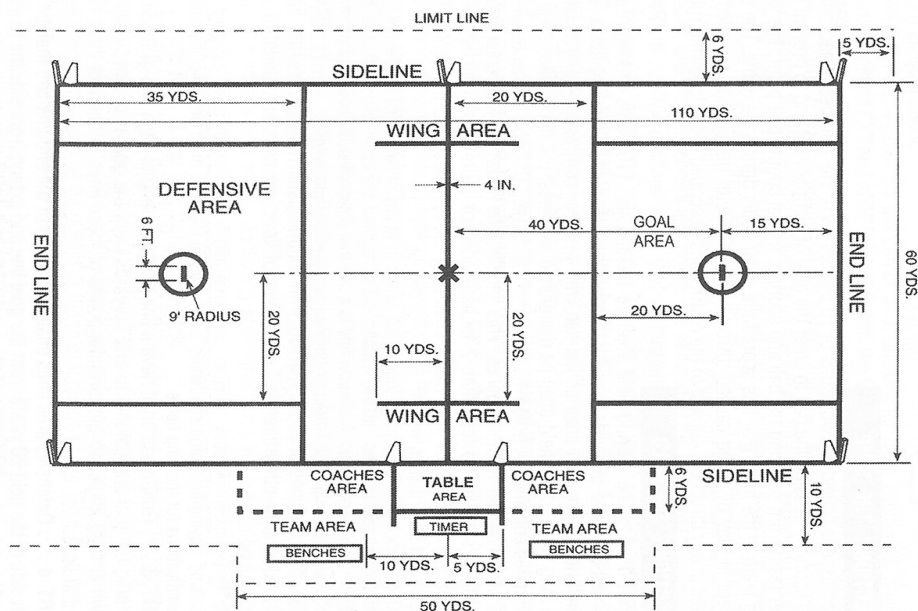 LIMIT LINE
6 YDS.
5 YDS.
SIDELINE
35 YDS.
20 YDS.
110 YDS.
WING AREA
4 IN.
DEFENSIVE
AREA
40 YDS.
GOAL
AREA
15 YDS.
6 FT.
END LINE
END LINE
60 YDS.
9' RADIUS
20 YDS.
20 YDS.
20 YDS.
10 YDS.
WING AREA
COACHES
AREA
TABLE
AREA
COACHES
AREA
6 YDS.
SIDELINE
10 YDS.
TEAM AREA
TIMER
TEAM AREA
BENCHES
10 YDS.
5 YDS.
BENCHES
50 YDS.